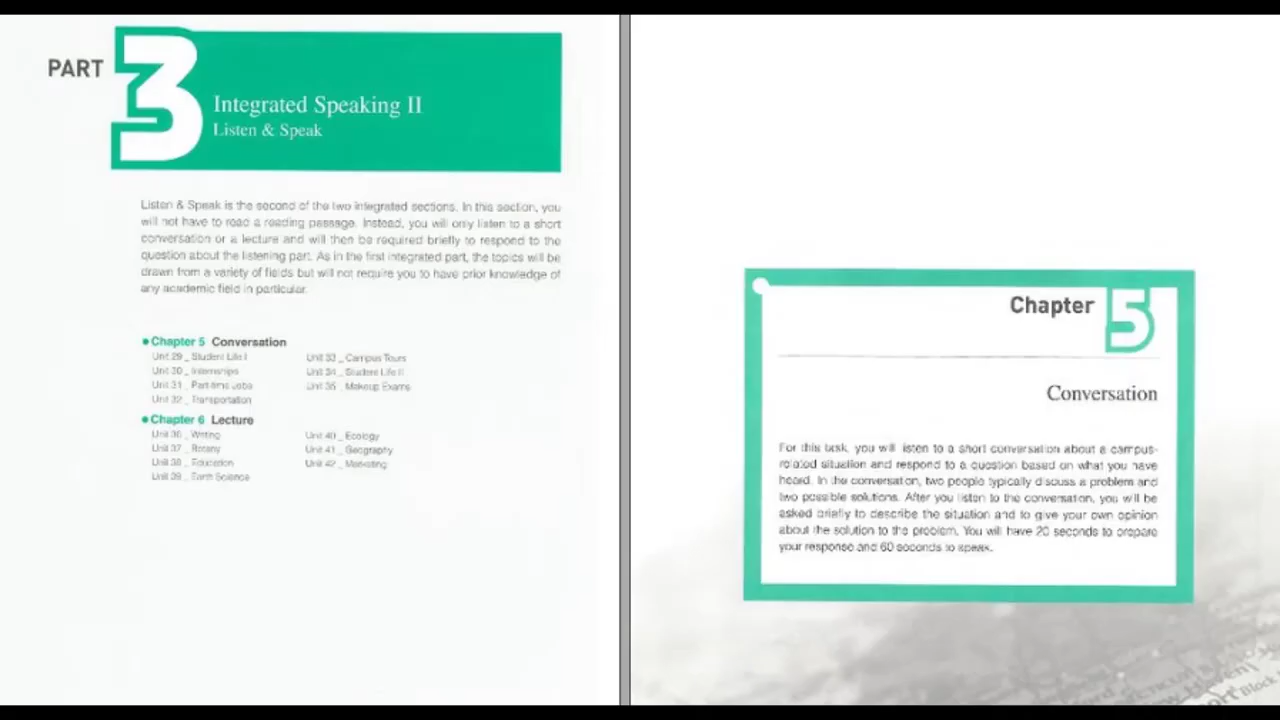 PART 3
Integrated Speaking II
Listen & Speak
Listen & Speak is the second of the two integrated sections. In this section, you
will not have to read a reading passage. Instead, you will only listen to a short
conversation or a lecture and will then be required briefly to respond to the
question about the listening part. As in the first integrated part, the topics will be
drawn from a variety of fields but will not require you to have prior knowledge of
any academic field in particular.
Chapter 5 Conversation
Unit 29 _ Student Life I
Unit 30 _ Internships
Unit 31 _ Part-time Jobs
Unit 32 _ Transportation
Unit 33 _ Campus Tours
Unit 34 _ Student Life II
Unit 35 _ Makeup Exams
Chapter 6 Lecture
Unit 36 _ Writing
Unit 37 _ Botany
Unit 38 _ Education
Unit 39 _ Earth Science
Unit 40 _ Ecology
Unit 41 _ Geography
Unit 42 _ Marketing
Chapter 5
Conversation
For this task, you will listen to a short conversation about a campus-
related situation and respond to a question based on what you have
heard. In the conversation, two people typically discuss a problem and
two possible solutions. After you listen to the conversation, you will be
asked briefly to describe the situation and to give your own opinion
about the solution to the problem. You will have 20 seconds to prepare
your response and 60 seconds to speak.